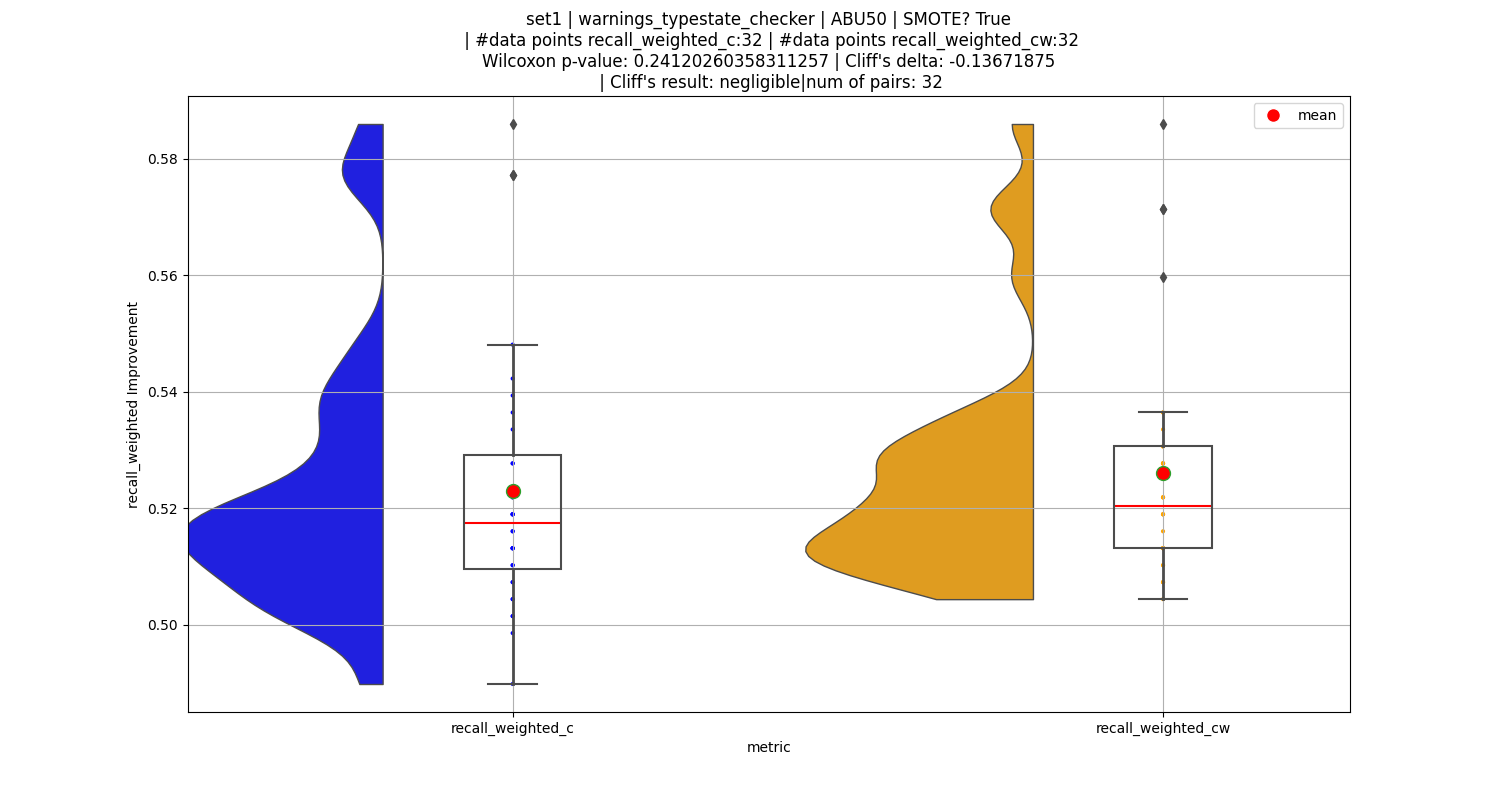 set1 | warnings_typestate_checker | ABU50 | SMOTE? True
| #data points recall_weighted_c:32 | #data points recall_weighted_cw:32
Wilcoxon p-value: 0.24120260358311257 | Cliff's delta: -0.13671875
| Cliff's result: negligible|num of pairs: 32
mean
0.58
0.56
0.54
0.52
0.50
recall_weighted Improvement
recall_weighted_c
recall_weighted_cw
metric